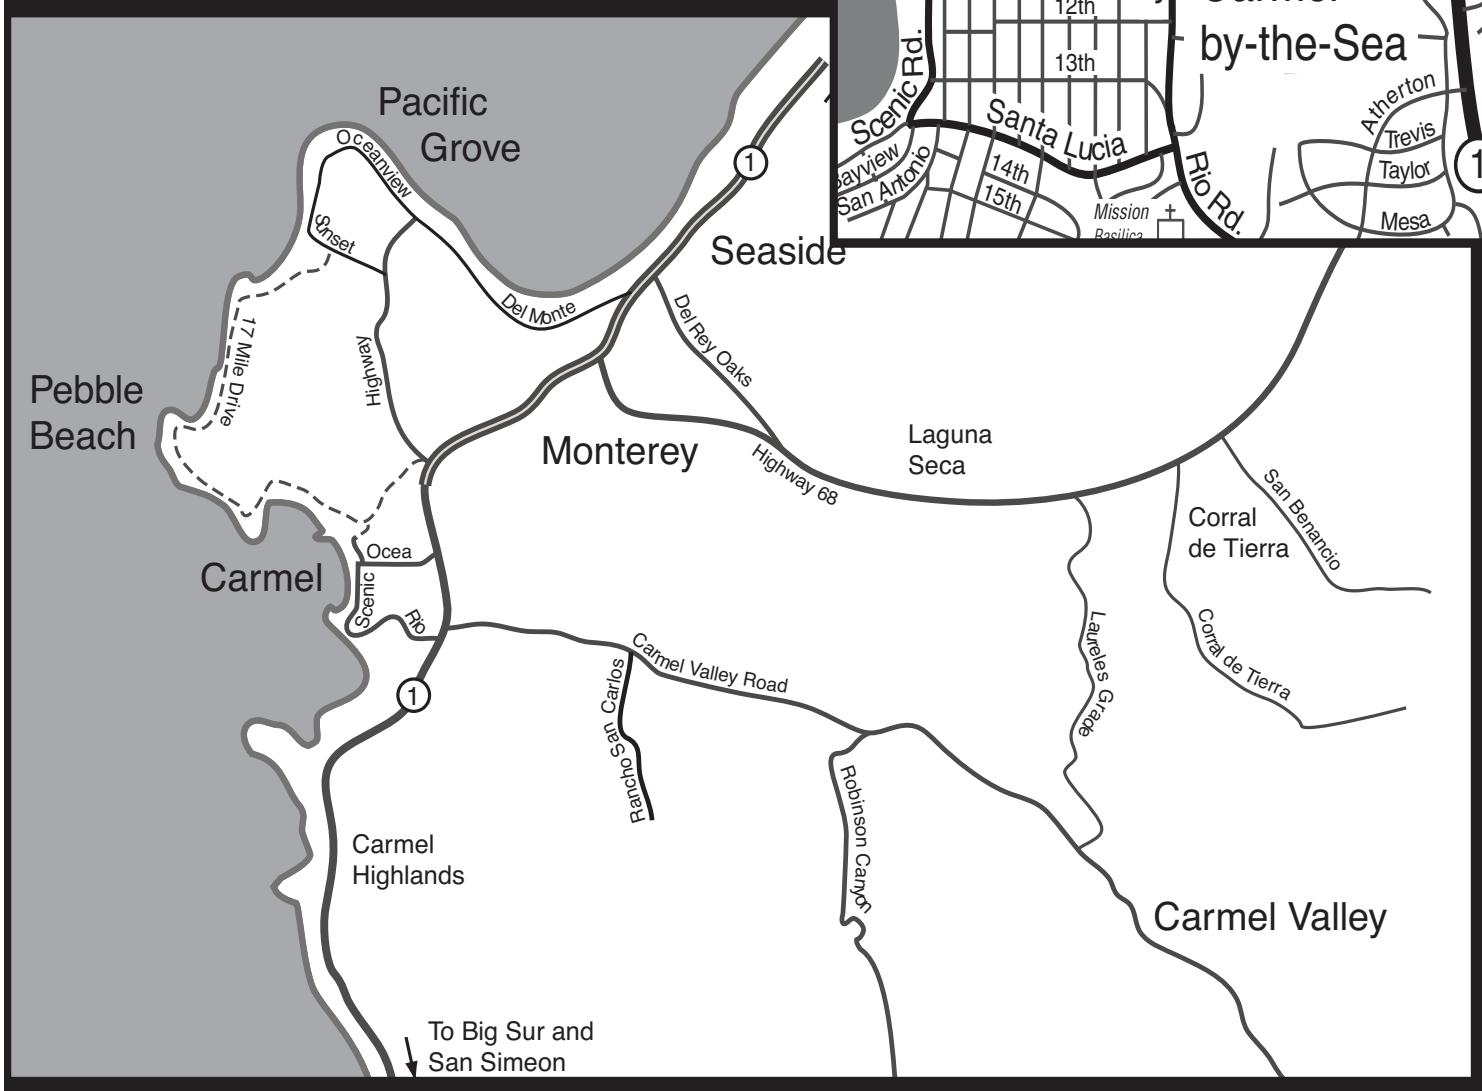 12th
by-the-Sea
13th
Scenic Rd.
Santa Lucia
Atherton
Trevis
Taylor
Mesa
1
Bayview
San Antonio
14th
15th
Mission
Basilica
Rio Rd.
Pacific
Grove
Oceanview
1
Sunset
Seaside
Del Monte
Del Rey Oaks
17 Mile Drive
Highway
Pebble
Beach
Monterey
Highway 68
Laguna
Seca
San Benancio
Corral
de Tierra
Ocea
Carmel
Scenic
Rio
Laureles Grade
Corral de Tierra
Carmel Valley Road
Rancho San Carlos
1
Robinson Canyon
Carmel
Highlands
Carmel Valley
To Big Sur and
San Simeon